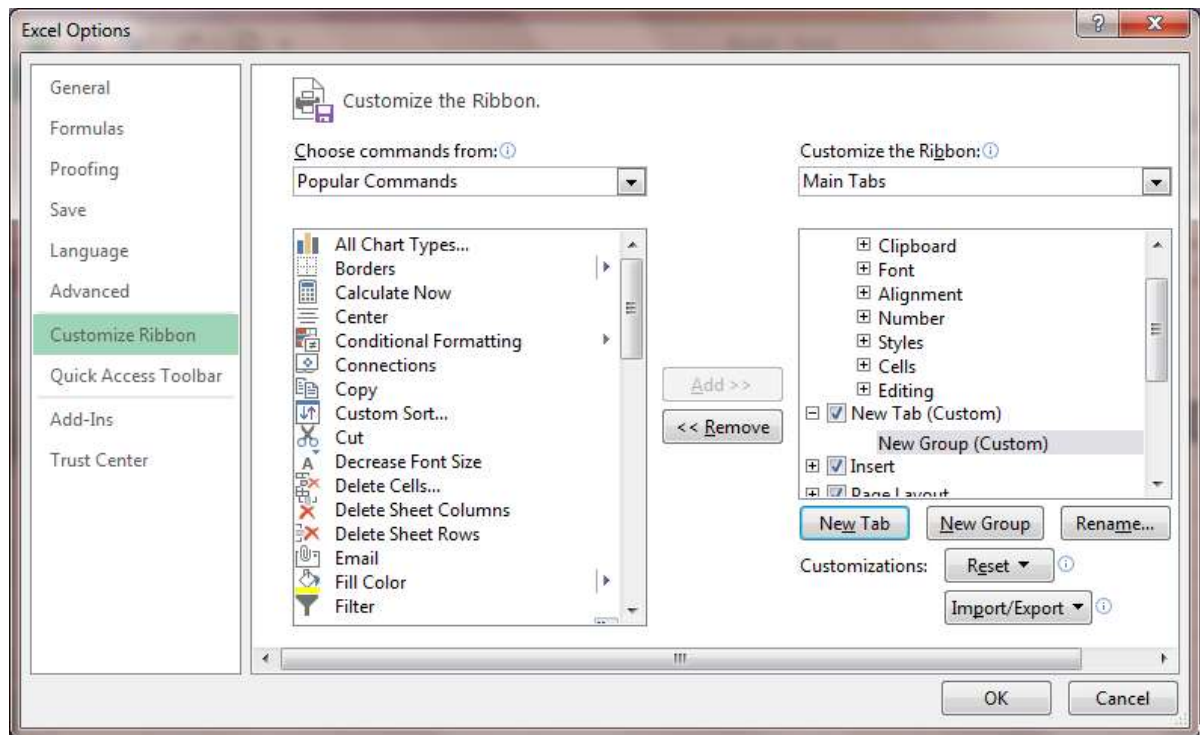 Excel Options
General
Formulas
Proofing
Save
Language
Advanced
Customize Ribbon
Quick Access Toolbar
Add-Ins
Trust Center
Customize the Ribbon.
Choose commands from:
Popular Commands
All Chart Types...
Borders
Calculate Now
Center
Conditional Formatting
Connections
Copy
Custom Sort...
Cut
Decrease Font Size
Delete Cells...
Delete Sheet Columns
Delete Sheet Rows
Email
Fill Color
Filter
Add >>
<< Remove
Customize the Ribbon:
Main Tabs
Clipboard
Font
Alignment
Number
Styles
Cells
Editing
New Tab (Custom)
New Group (Custom)
Insert
Page Layout
New Tab New Group Rename...
Customizations: Reset
Import/Export
OK Cancel